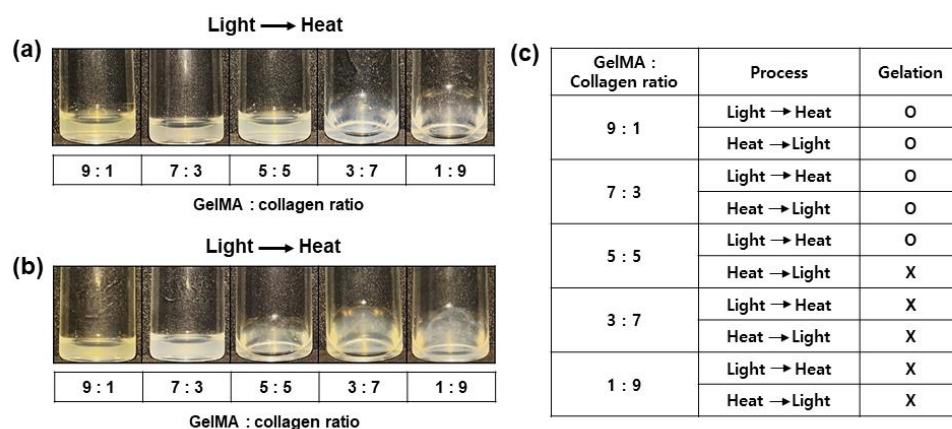 Light → Heat
(a)
9 : 1 7 : 3 5 : 5 3 : 7 1 : 9
GelMA : collagen ratio
Light → Heat
(b)
9 : 1 7 : 3 5 : 5 3 : 7 1 : 9
GelMA : collagen ratio
(c)
GelMA :
Collagen ratio Process Gelation
9 : 1 Light → Heat O
Heat → Light O
7 : 3 Light → Heat O
Heat → Light O
5 : 5 Light → Heat O
Heat → Light X
3 : 7 Light → Heat X
Heat → Light X
1 : 9 Light → Heat X
Heat → Light X